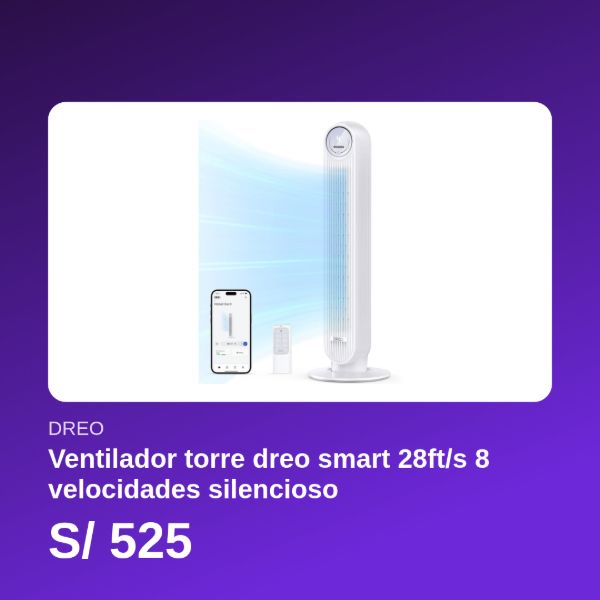 DREO
Ventilador torre dreo smart 28ft/s 8
velocidades silencioso
S/ 525